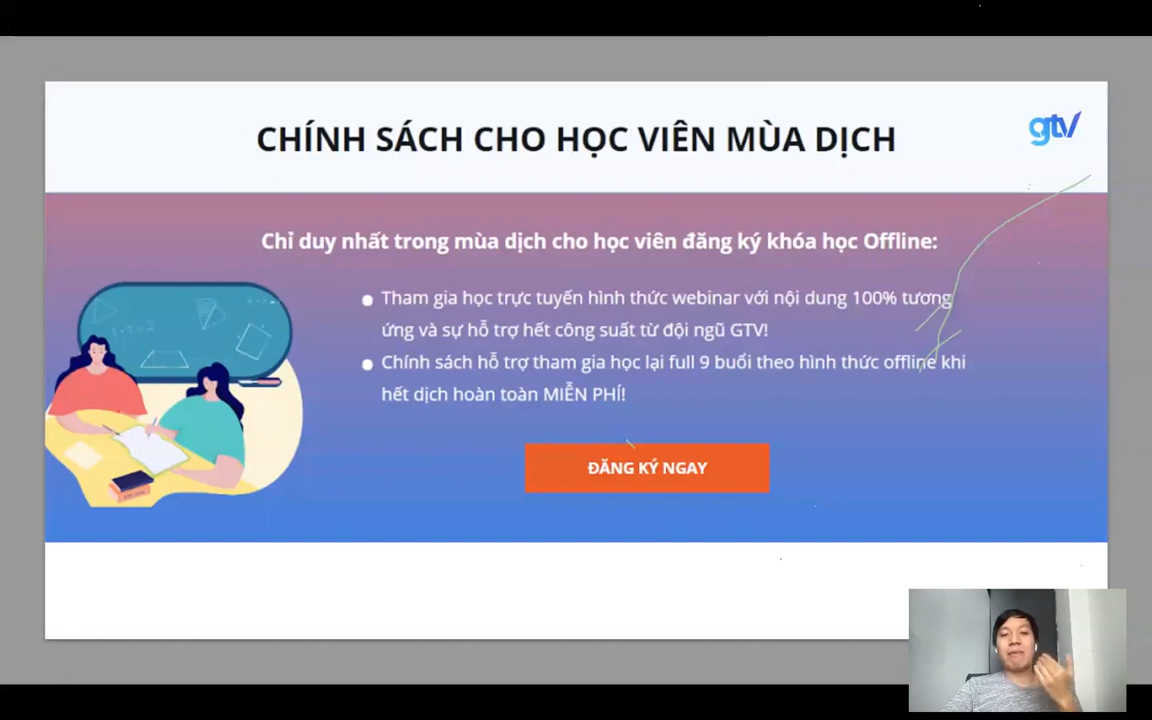 CHÍNH SÁCH CHO HỌC VIÊN MÙA DỊCH
gtv
Chỉ duy nhất trong mùa dịch cho học viên đăng ký khóa học Offline:
Tham gia học trực tuyến hình thức webinar với nội dung 100% tương
ứng và sự hỗ trợ hết công suất từ đội ngũ GTV!
Chính sách hỗ trợ tham gia học lại full 9 buổi theo hình thức offline khi
hết dịch hoàn toàn MIỄN PHÍ!
ĐĂNG KÝ NGAY